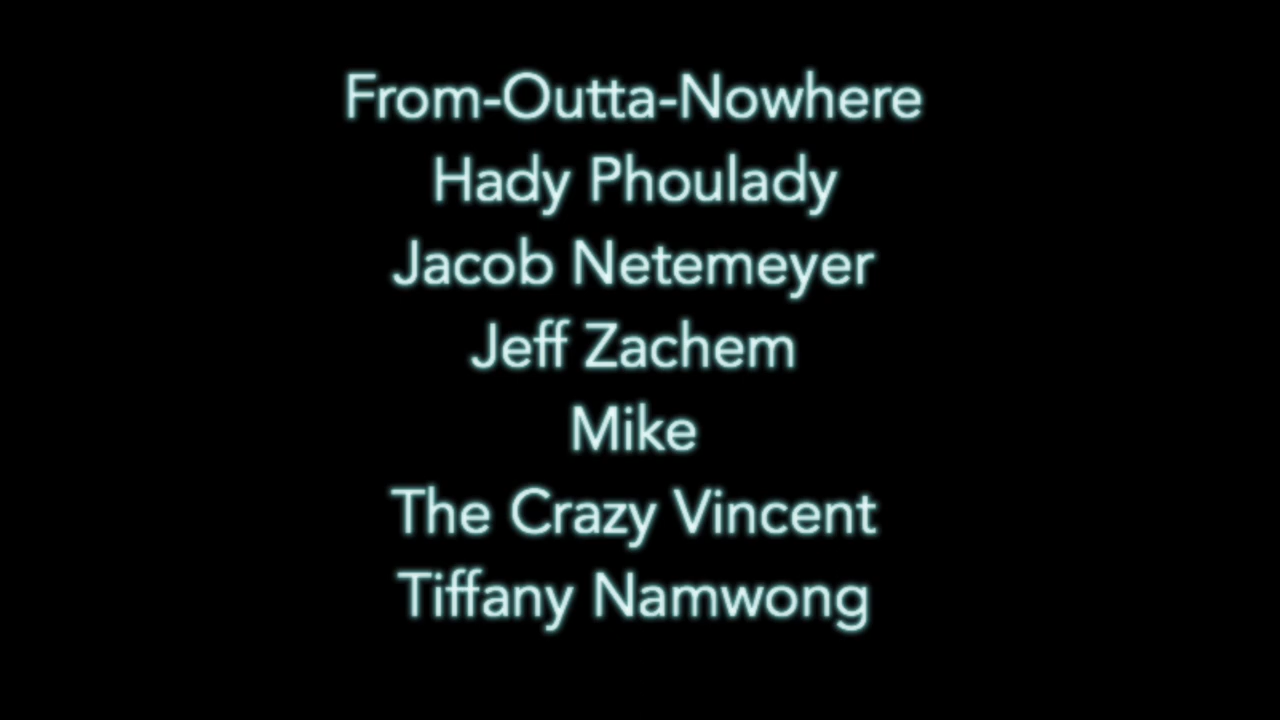 From-Outta-Nowhere
Hady Phoulady
Jacob Netemeyer
Jeff Zachem
Mike
The Crazy Vincent
Tiffany Namwong